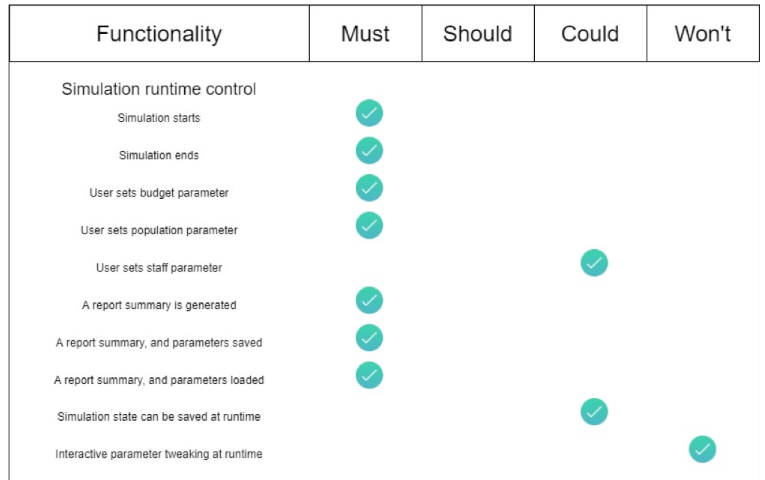 Functionality Must Should Could Won't
Simulation runtime control
Simulation starts
Simulation ends
User sets budget parameter
User sets population parameter
User sets staff parameter
A report summary is generated
A report summary, and parameters saved
A report summary, and parameters loaded
Simulation state can be saved at runtime
Interactive parameter tweaking at runtime